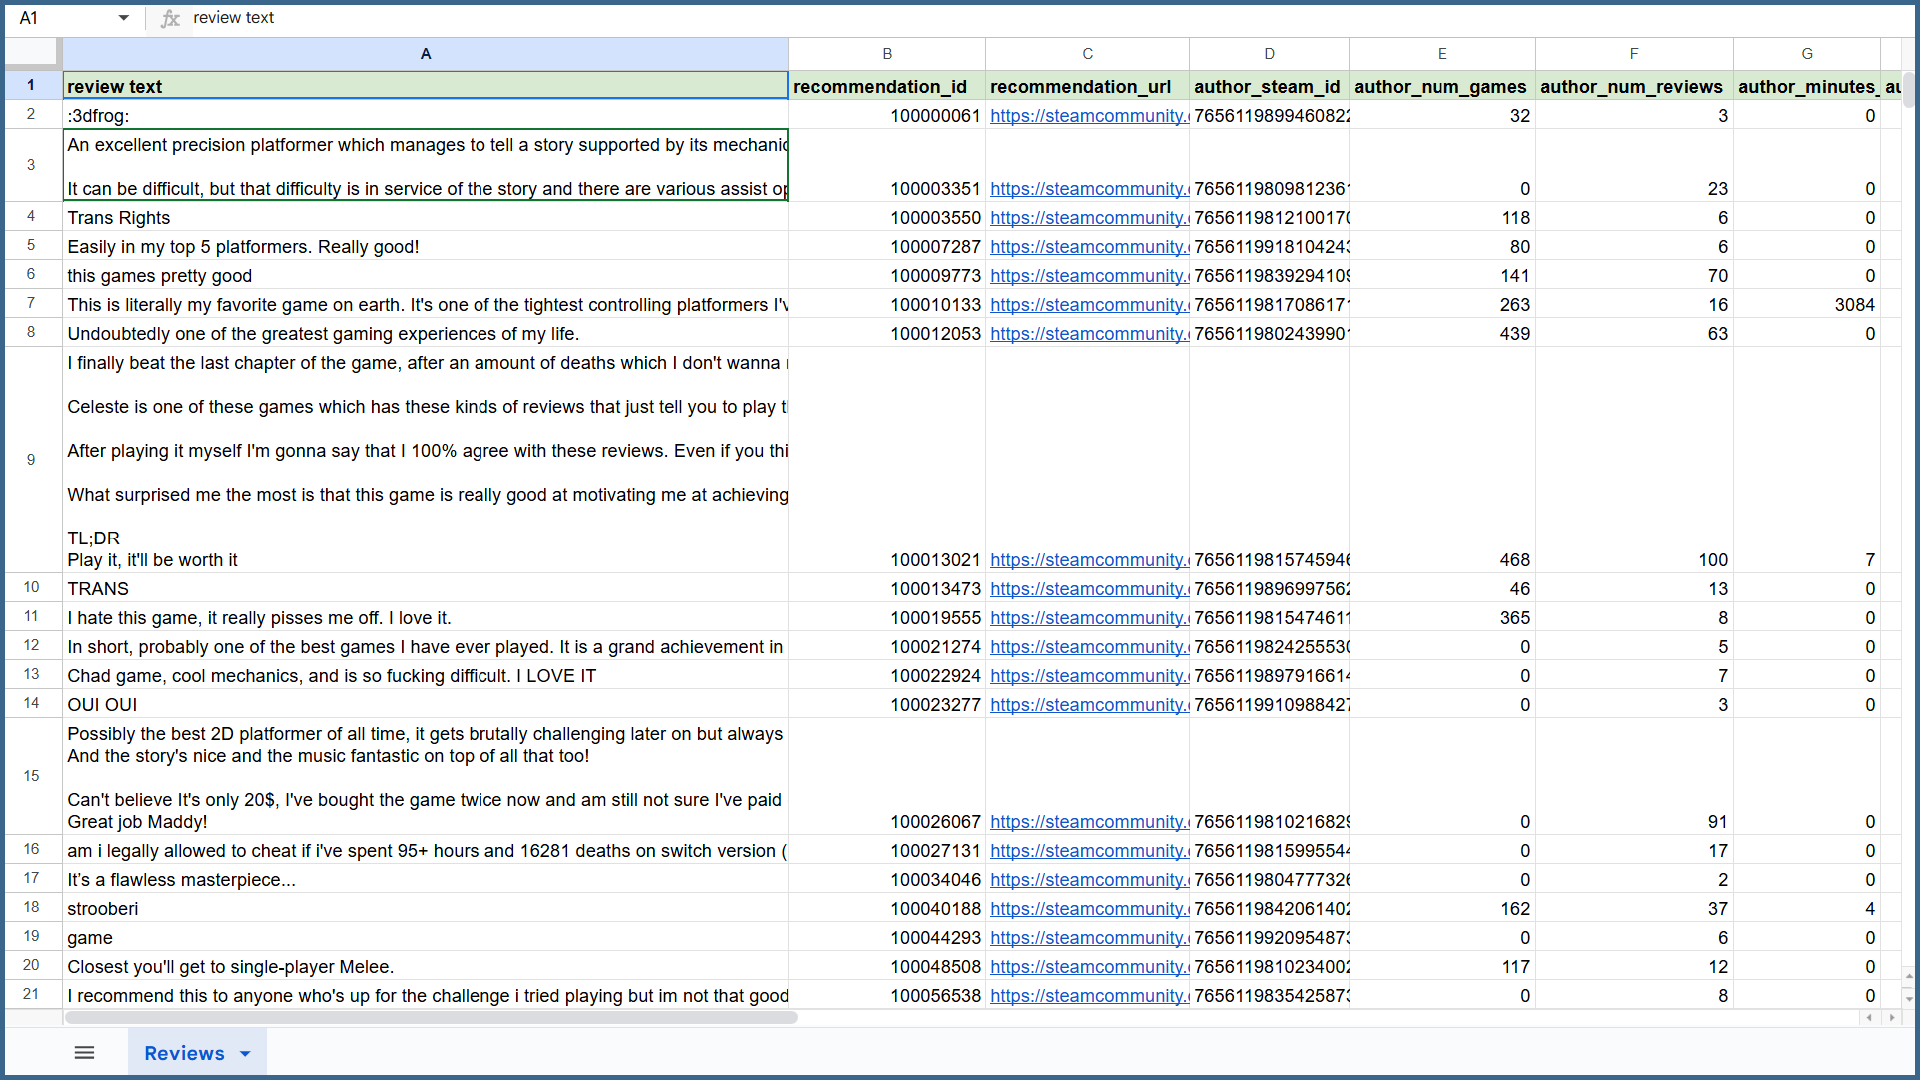 A1 fx review text
A B C D E F G
1 review text recommendation_id recommendation_url author_steam_id author_num_games author_num_reviews author_minutes_ au
2 :3dfrog: 100000061 https://steamcommunity. 7656119899460822 32 3 0
An excellent precision platformer which manages to tell a story supported by its mechanic
3
It can be difficult, but that difficulty is in service of the story and there are various assist op 100003351 https://steamcommunity. 765611980981236 0 23 0
4 Trans Rights 100003550 https://steamcommunity. 7656119812100170 118 6 0
5 Easily in my top 5 platformers. Really good! 100007287 https://steamcommunity. 7656119918104243 80 6 0
6 this games pretty good 100009773 https://steamcommunity. 7656119839294109 141 70 0
7 This is literally my favorite game on earth. It's one of the tightest controlling platformers I'v 100010133 https://steamcommunity. 765611981708617 263 16 3084
8 Undoubtedly one of the greatest gaming experiences of my life. 100012053 https://steamcommunity. 765611980243990 439 63 0
I finally beat the last chapter of the game, after an amount of deaths which I don't wanna
Celeste is one of these games which has these kinds of reviews that just tell you to play t
After playing it myself I'm gonna say that I 100% agree with these reviews. Even if you thi
9
What surprised me the most is that this game is really good at motivating me at achieving
TL;DR
Play it, it'll be worth it 100013021 https://steamcommunity. 7656119815745946 468 100 7
10 TRANS 100013473 https://steamcommunity. 7656119896997562 46 13 0
11 I hate this game, it really pisses me off. I love it. 100019555 https://steamcommunity. 7656119815474611 365 8 0
12 In short, probably one of the best games I have ever played. It is a grand achievement in 100021274 https://steamcommunity. 7656119824255530 0 5 0
13 Chad game, cool mechanics, and is so fucking difficult. I LOVE IT 100022924 https://steamcommunity. 7656119897916614 0 7 0
14 OUI OUI 100023277 https://steamcommunity. 7656119910988427 0 3 0
Possibly the best 2D platformer of all time, it gets brutally challenging later on but always
And the story's nice and the music fantastic on top of all that too!
15
Can't believe It's only 20$, I've bought the game twice now and am still not sure I've paid
Great job Maddy! 100026067 https://steamcommunity. 7656119810216829 0 91 0
16 am i legally allowed to cheat if i've spent 95+ hours and 16281 deaths on switch version ( 100027131 https://steamcommunity. 7656119815995544 0 17 0
17 It's a flawless masterpiece... 100034046 https://steamcommunity. 7656119804777326 0 2 0
18 strooberi 100040188 https://steamcommunity. 7656119842061402 162 37 4
19 game 100044293 https://steamcommunity. 7656119920954873 0 6 0
20 Closest you'll get to single-player Melee. 100048508 https://steamcommunity. 7656119810234002 117 12 0
21 I recommend this to anyone who's up for the challenge i tried playing but im not that good 100056538 https://steamcommunity. 7656119835425873 0 8 0
Reviews